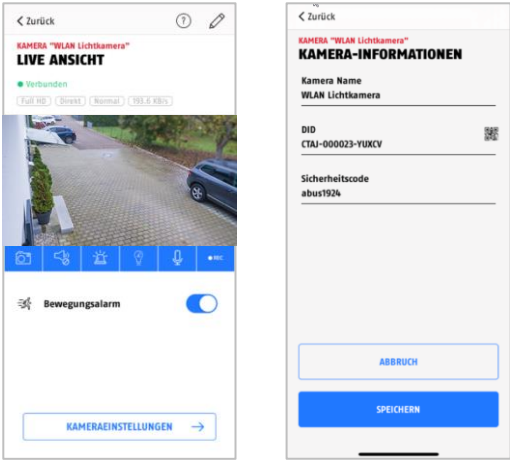 Zurück
?
KAMERA "WLAN Lichtkamera"
LIVE ANSICHT
Verbunden
Full HD
Direkt
Normal
193.6 KB/s
REC
Bewegungsalarm
KAMERAEINSTELLUNGEN
Zurück
KAMERA "WLAN Lichtkamera"
KAMERA-INFORMATIONEN
Kamera Name
WLAN Lichtkamera
DID
CTAJ-000023-YUXCV
Sicherheitscode
abus1924
ABBRUCH
SPEICHERN